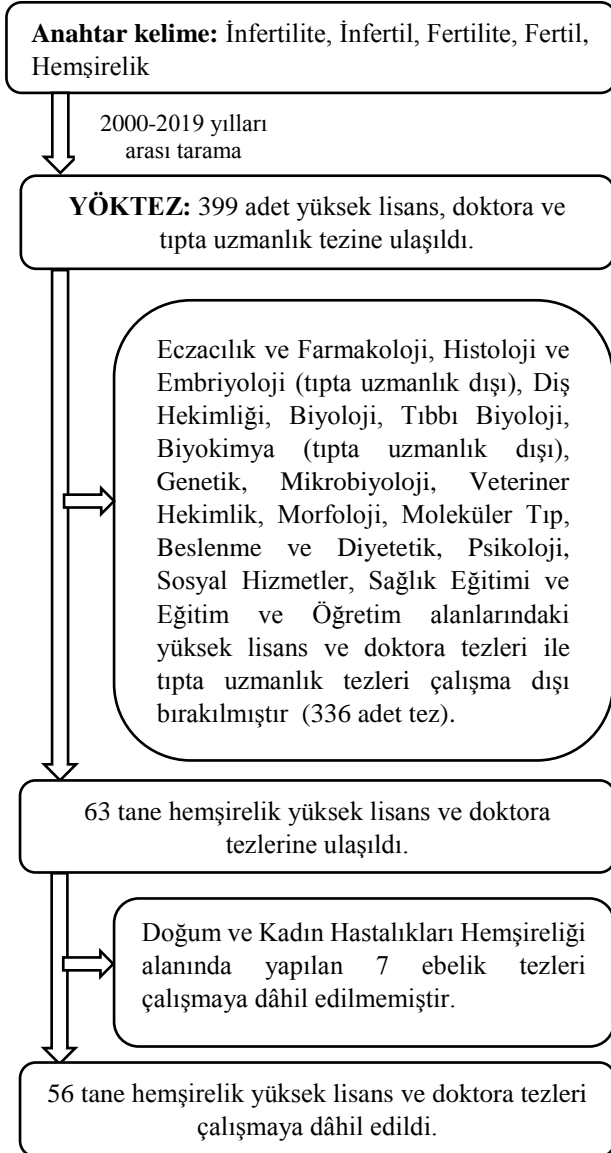 Anahtar kelime: İnfertilite, İnfertil, Fertilite, Fertil,
Hemşirelik
2000-2019 yılları
arası tarama
YÖKTEZ: 399 adet yüksek lisans, doktora ve
tıpta uzmanlık tezine ulaşıldı.
Eczacılık ve Farmakoloji, Histoloji ve
Embriyoloji (tıpta uzmanlık dışı), Diş
Hekimliği, Biyoloji, Tıbbı Biyoloji,
Biyokimya (tıpta uzmanlık dışı),
Genetik, Mikrobiyoloji, Veteriner
Hekimlik, Morfoloji, Moleküler Tıp,
Beslenme ve Diyetetik, Psikoloji,
Sosyal Hizmetler, Sağlık Eğitimi ve
Eğitim ve Öğretim alanlarındaki
yüksek lisans ve doktora tezleri ile
tıpta uzmanlık tezleri çalışma dışı
bırakılmıştır (336 adet tez).
63 tane hemşirelik yüksek lisans ve doktora
tezlerine ulaşıldı.
Doğum ve Kadın Hastalıkları Hemşireliği
alanında yapılan 7 ebelik tezleri
çalışmaya dâhil edilmemiştir.
56 tane hemşirelik yüksek lisans ve doktora tezleri
çalışmaya dâhil edildi.